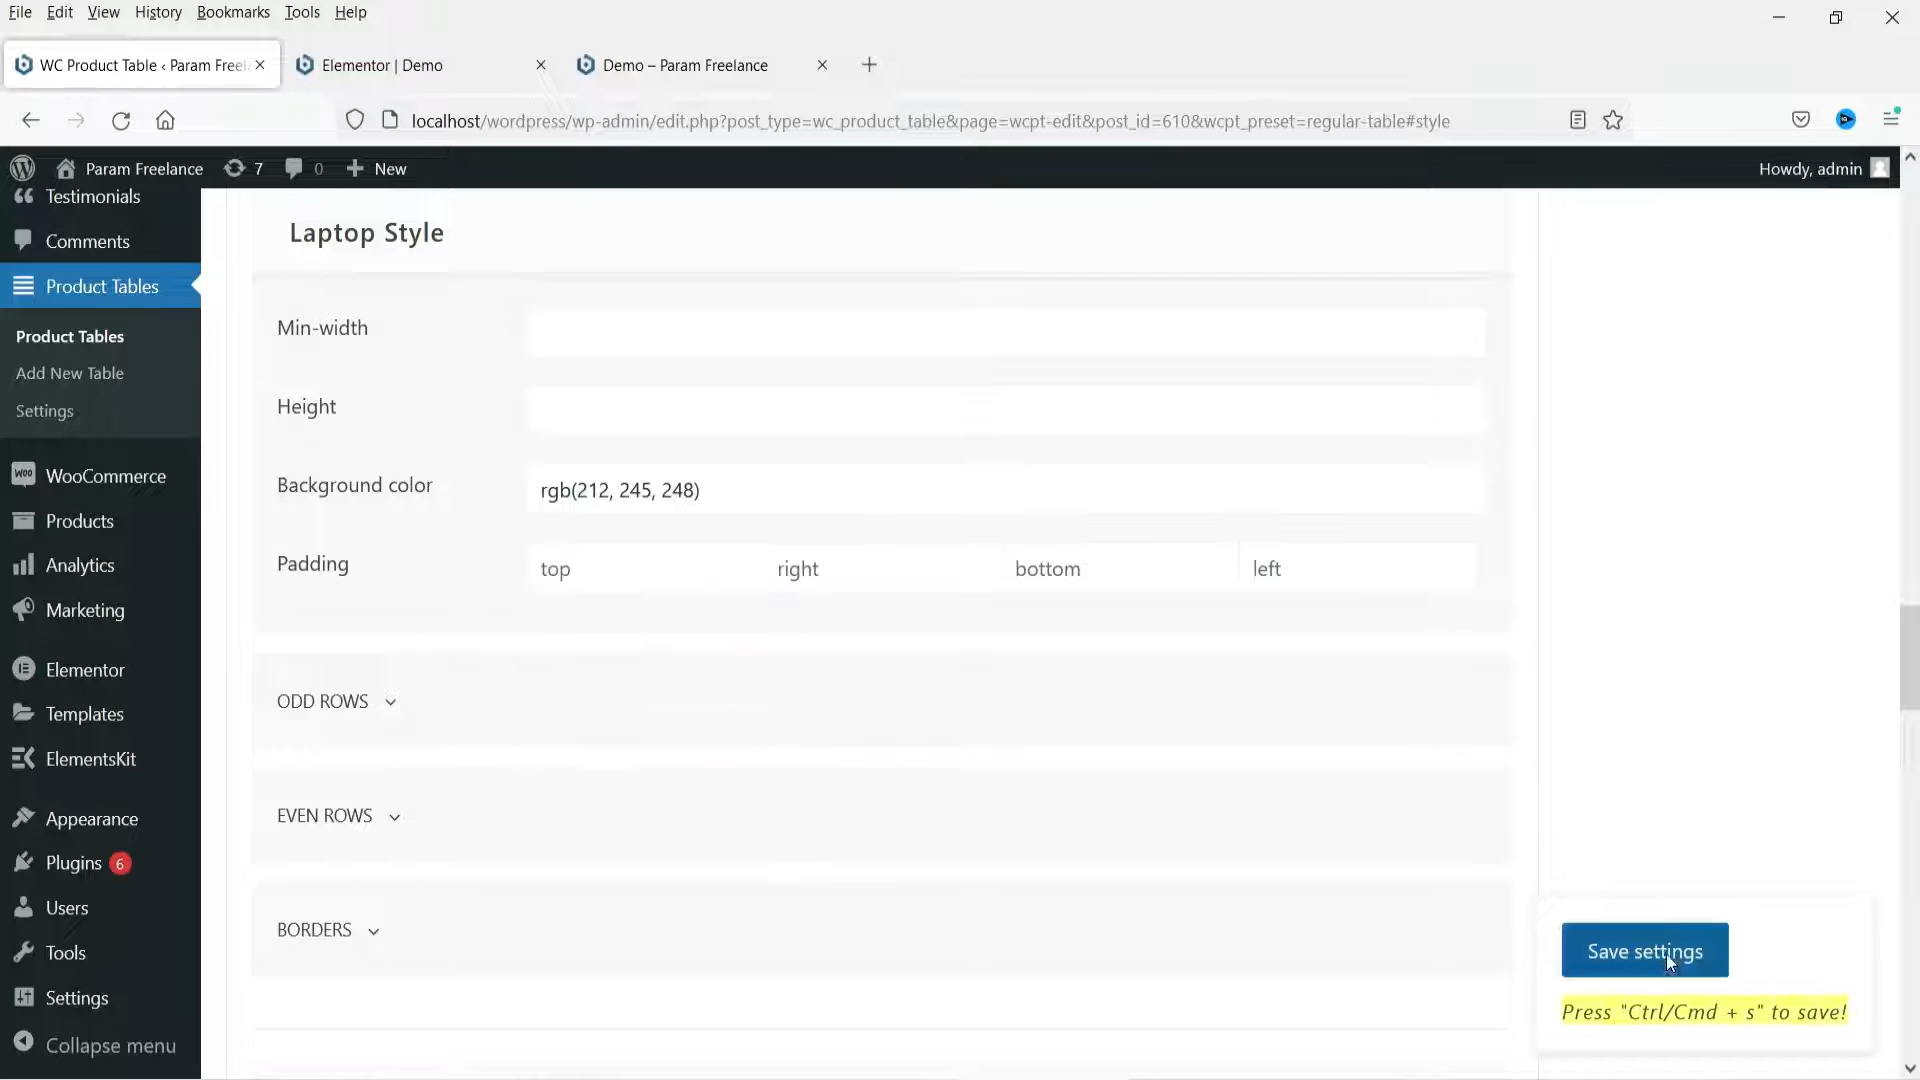 File Edit View History Bookmarks Tools Help
WC Product Table ‹ Param Freel
Elementor | Demo
Demo – Param Freelance
localhost/wordpress/wp-admin/edit.php?post_type=wc_product_table&page=wcpt-edit&post_id=610&wcpt_preset=regular-table#style
Param Freelance 7 0 New
Howdy, admin
Testimonials
Comments
Product Tables
Product Tables
Add New Table
Settings
WooCommerce
Products
Analytics
Marketing
Elementor
Templates
ElementsKit
Appearance
Plugins 6
Users
Tools
Settings
Collapse menu
Laptop Style
Min-width
Height
Background color rgb(212, 245, 248)
Padding top right bottom left
ODD ROWS
EVEN ROWS
BORDERS
Save settings
Press "Ctrl/Cmd + s" to save!